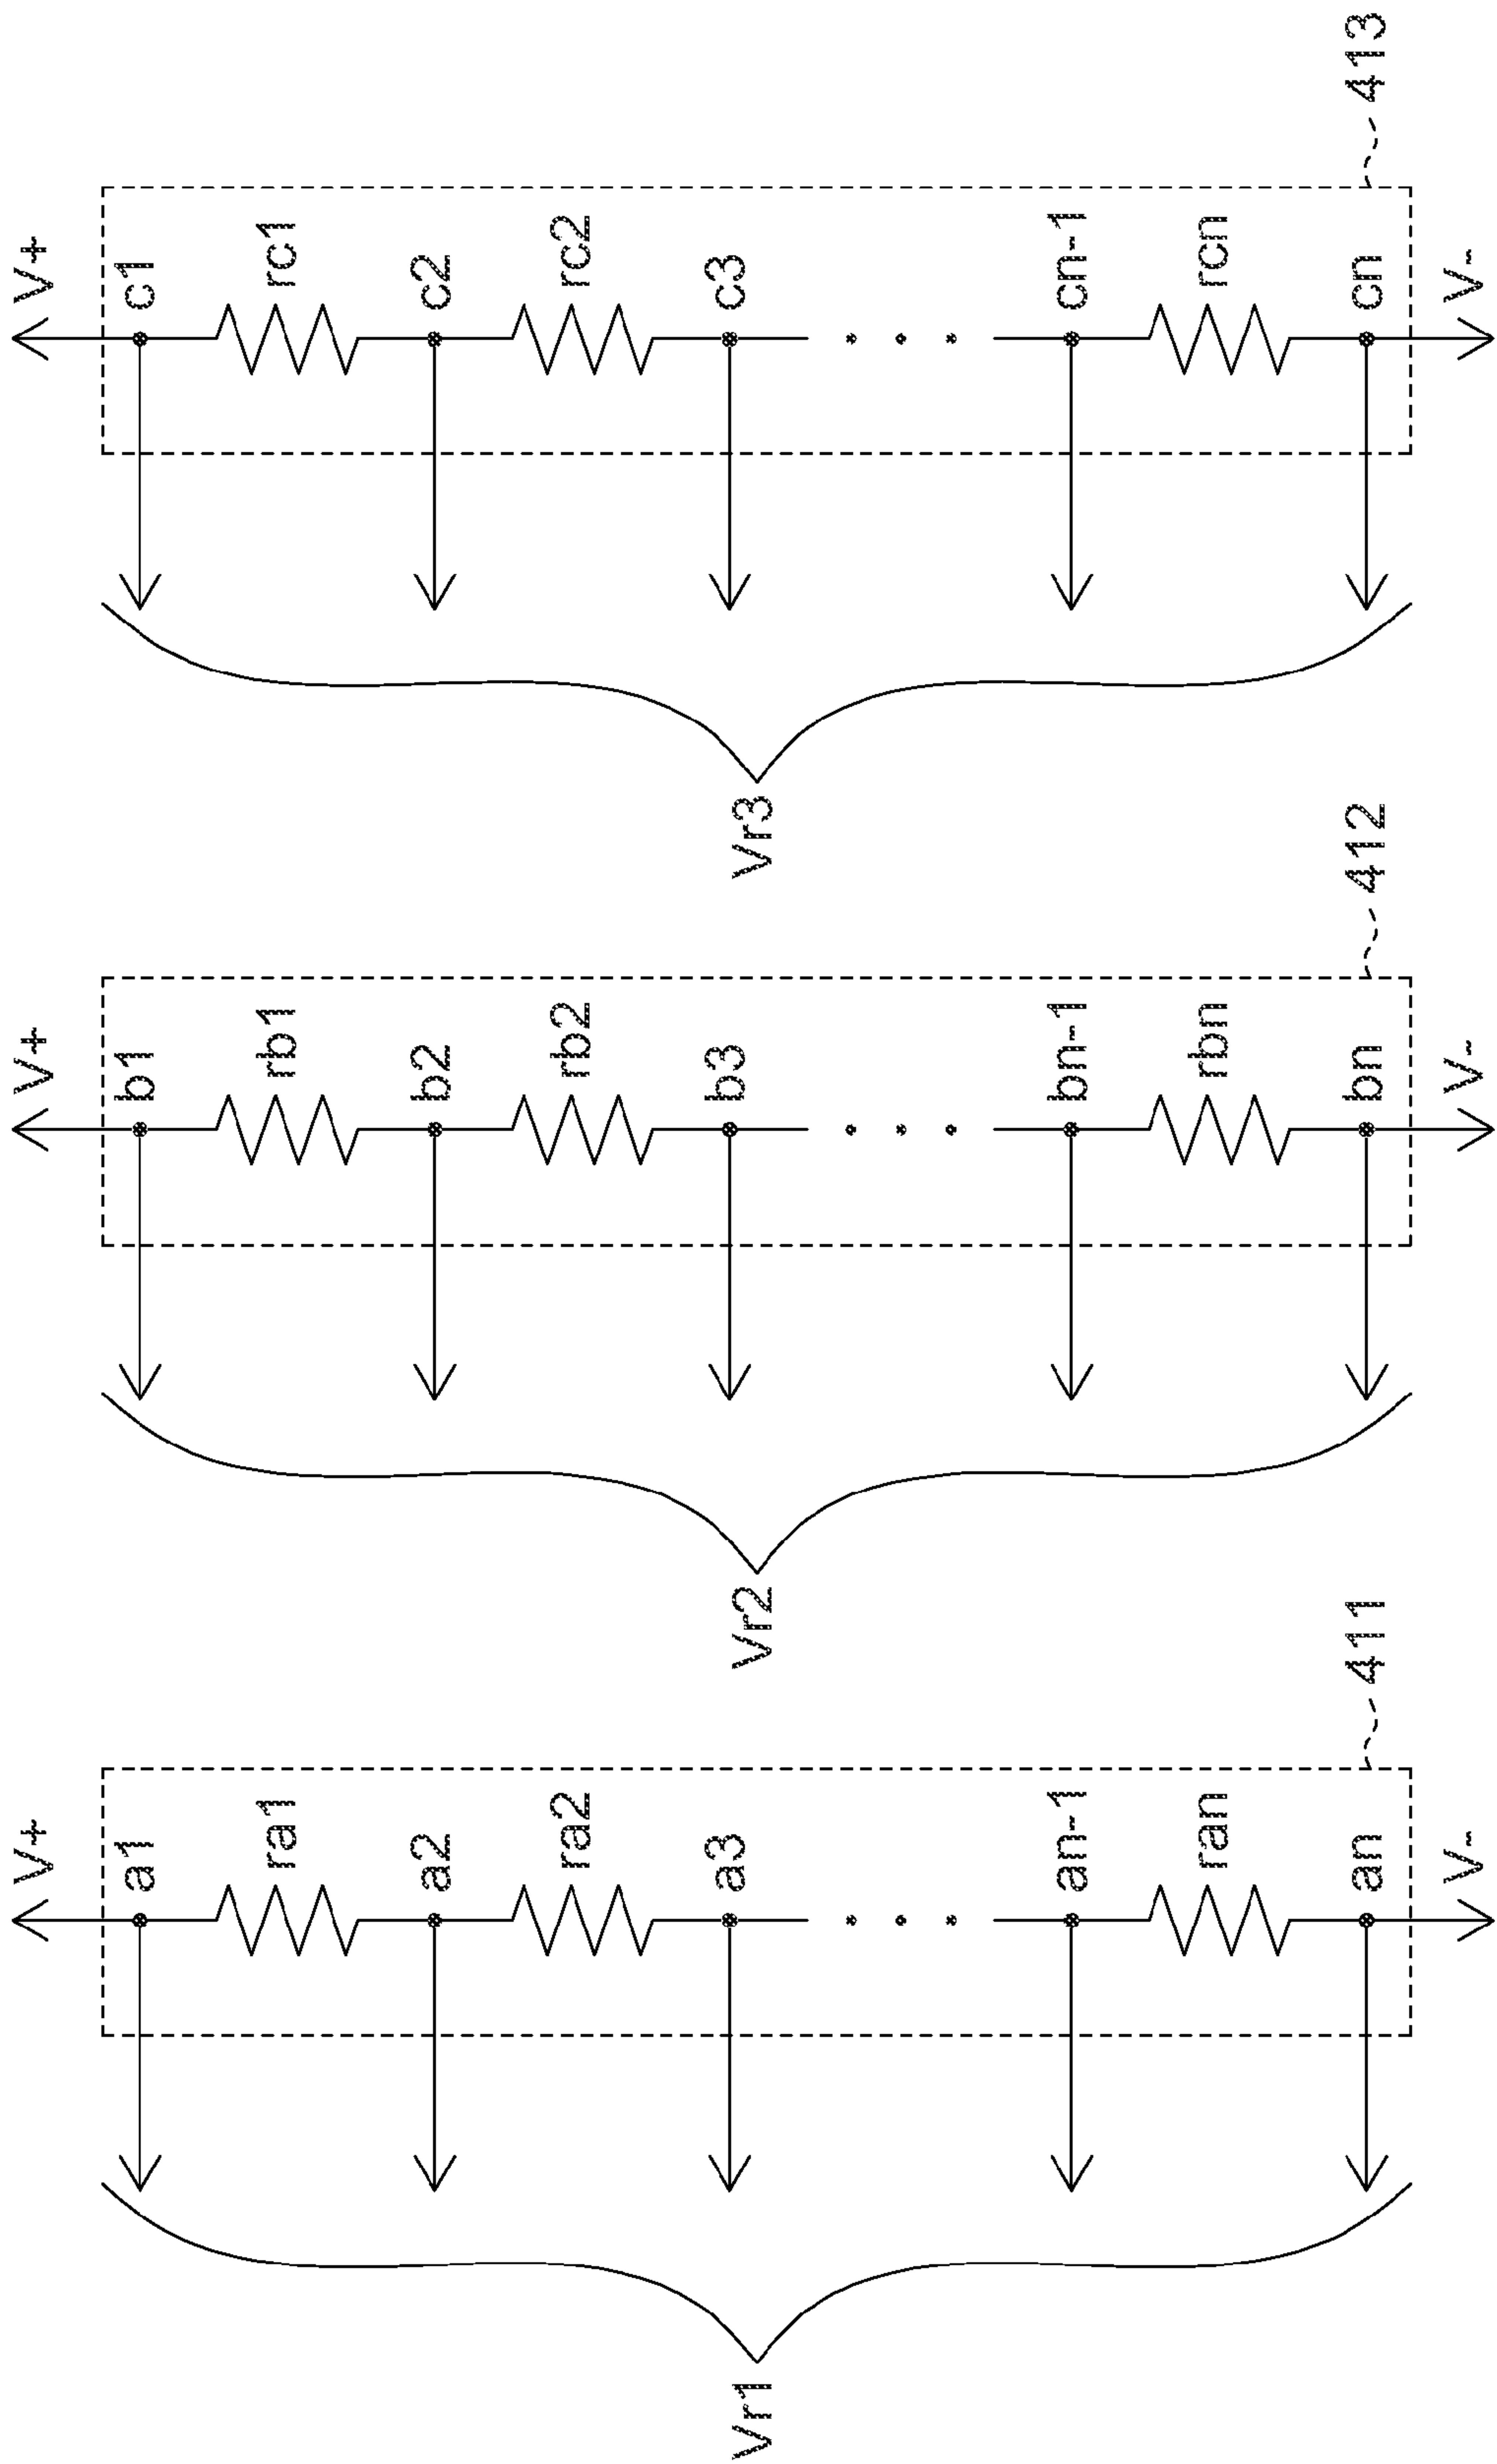 V+
c1
rc1
c2
rc2
c3
cn-1
rcn
cn
V-
413
Vr3
V+
b1
rb1
b2
rb2
b3
bn-1
rbn
bn
V-
412
Vr2
V+
a1
ra1
a2
ra2
a3
an-1
ran
an
V-
411
Vr1